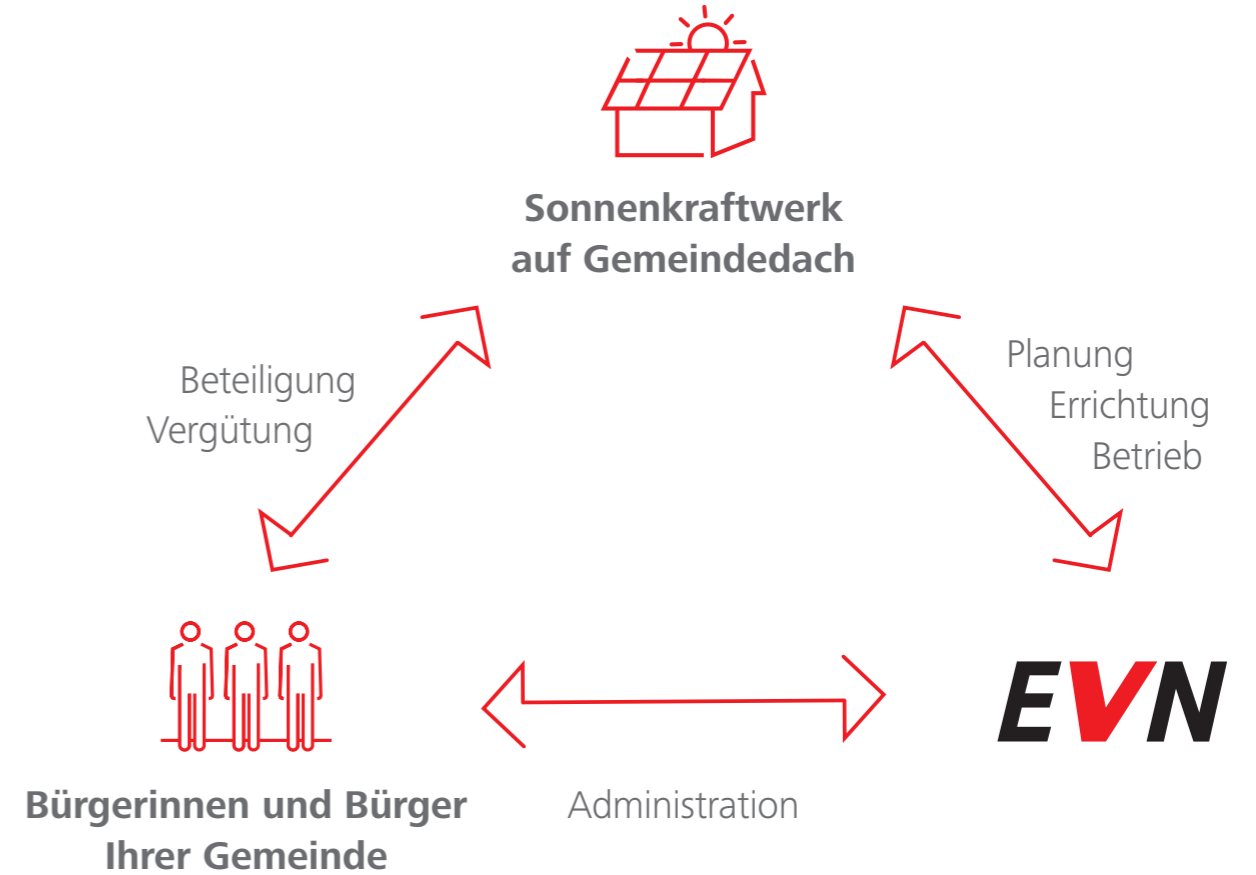 Sonnenkraftwerk
auf Gemeindedach
Beteiligung
Vergütung
Planung
Errichtung
Betrieb
EVN
Bürgerinnen und Bürger
Ihrer Gemeinde
Administration